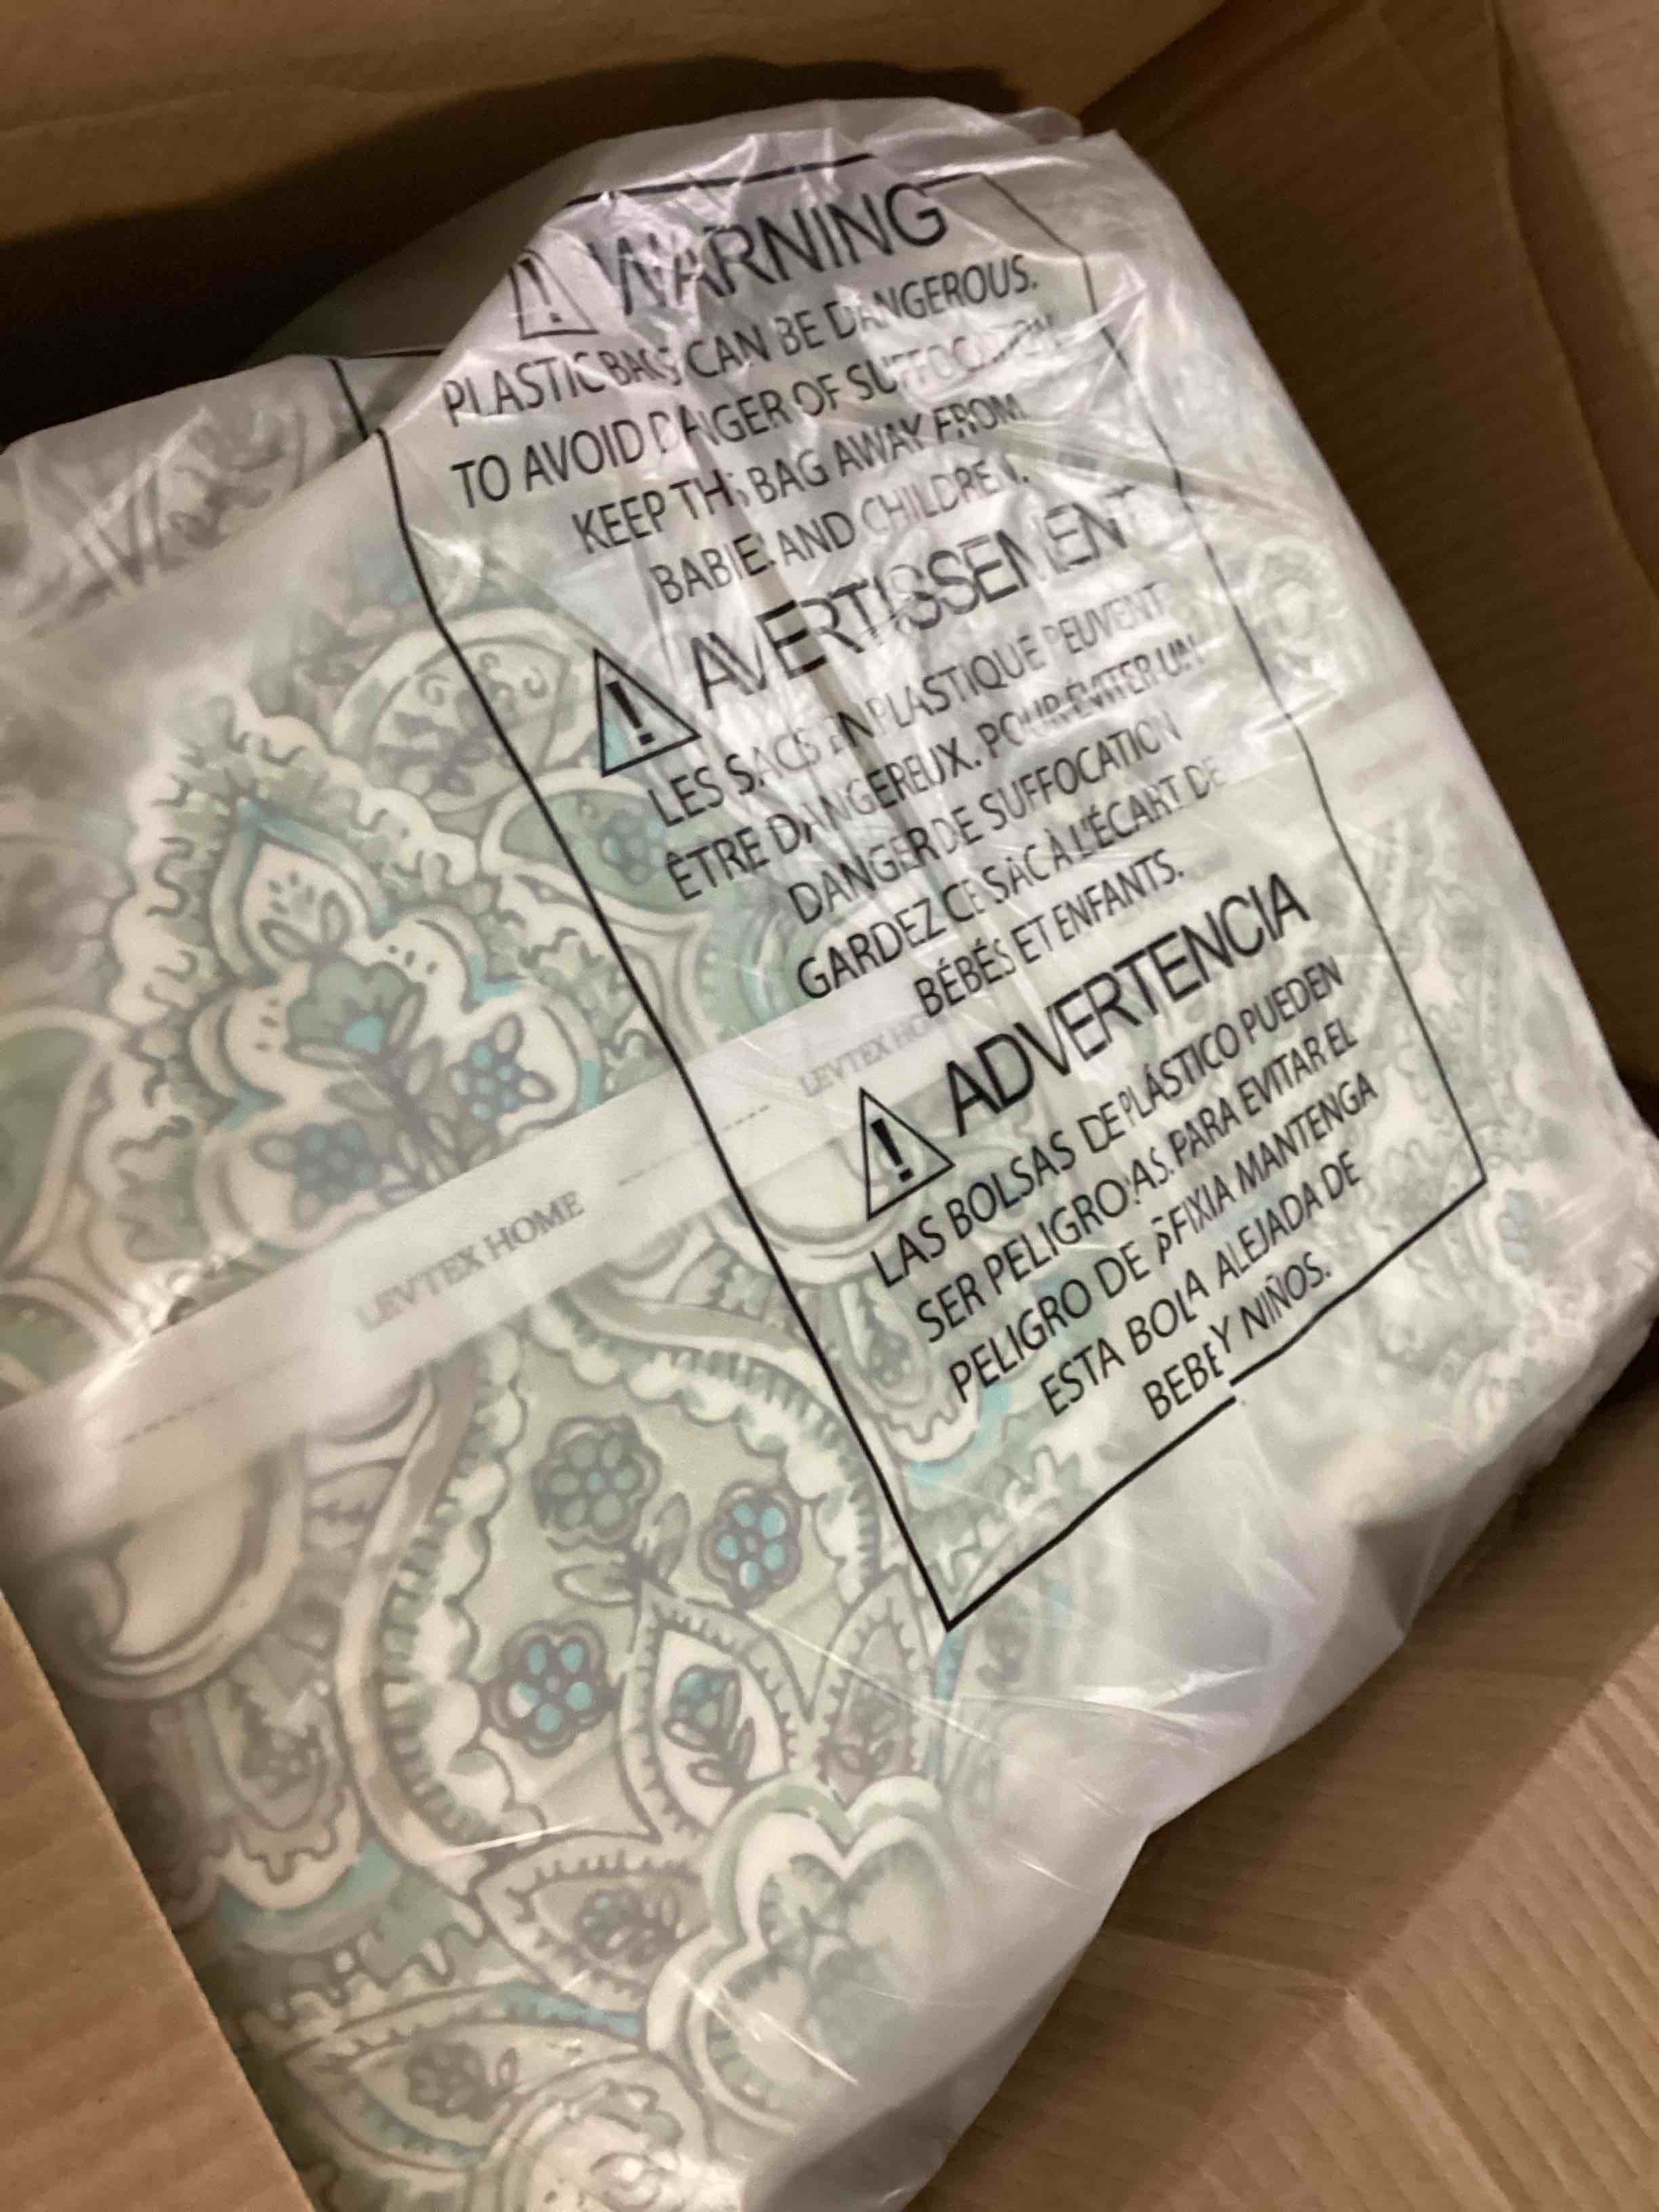 WARNING
PLASTIC BAGS CAN BE DANGEROUS.
TO AVOID DANGER OF SUFFOCATION
KEEP THIS BAG AWAY FROM
BABIES AND CHILDREN.
AVERTISSEMENT
LES SACS EN PLASTIQUE PEUVENT
ÊTRE DANGEREUX. POUR ÉVITER UN
DANGER DE SUFFOCATION
GARDEZ CE SAC À L'ÉCART DE
BÉBÉS ET ENFANTS.
ADVERTENCIA
LAS BOLSAS DE PLÁSTICO PUEDEN
SER PELIGROSAS. PARA EVITAR EL
PELIGRO DE ASFIXIA MANTENGA
ESTA BOLSA ALEJADA DE
BEBE Y NIÑOS.
LEVTEX HOME
LEVTEX HOME